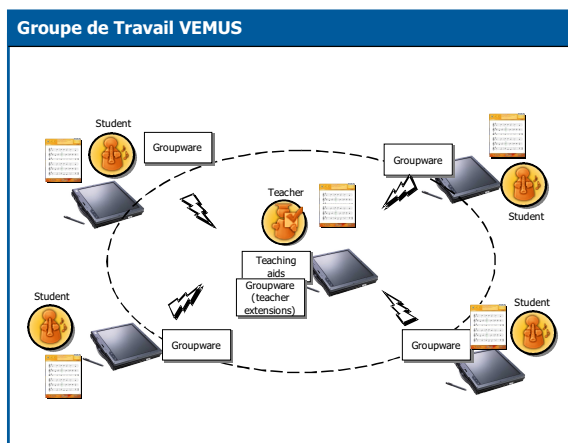 Groupe de Travail VEMUS
Student
Groupware
Groupware
Student
Teacher
Teaching
aids
Groupware
(teacher
extensions)
Student
Groupware
Student
Groupware